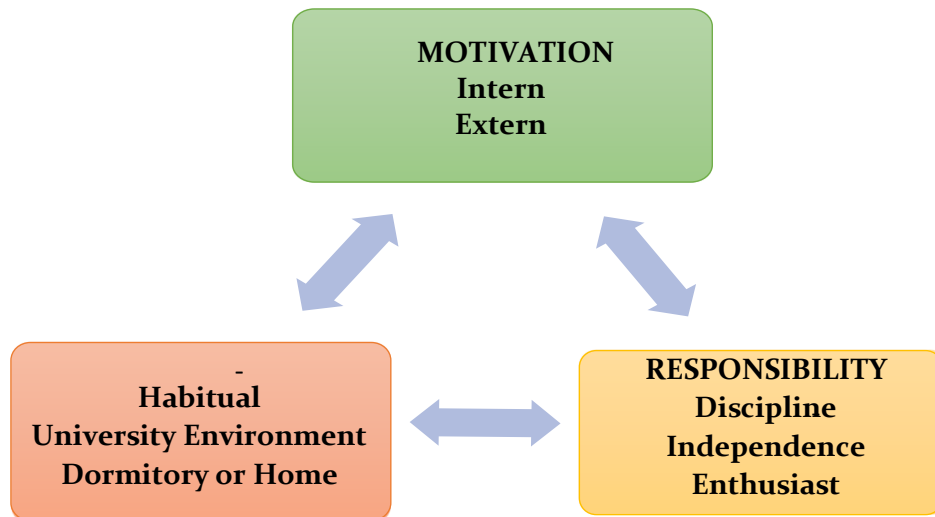 MOTIVATION
Intern
Extern
-
Habitual
University Environment
Dormitory or Home
RESPONSIBILITY
Discipline
Independence
Enthusiast